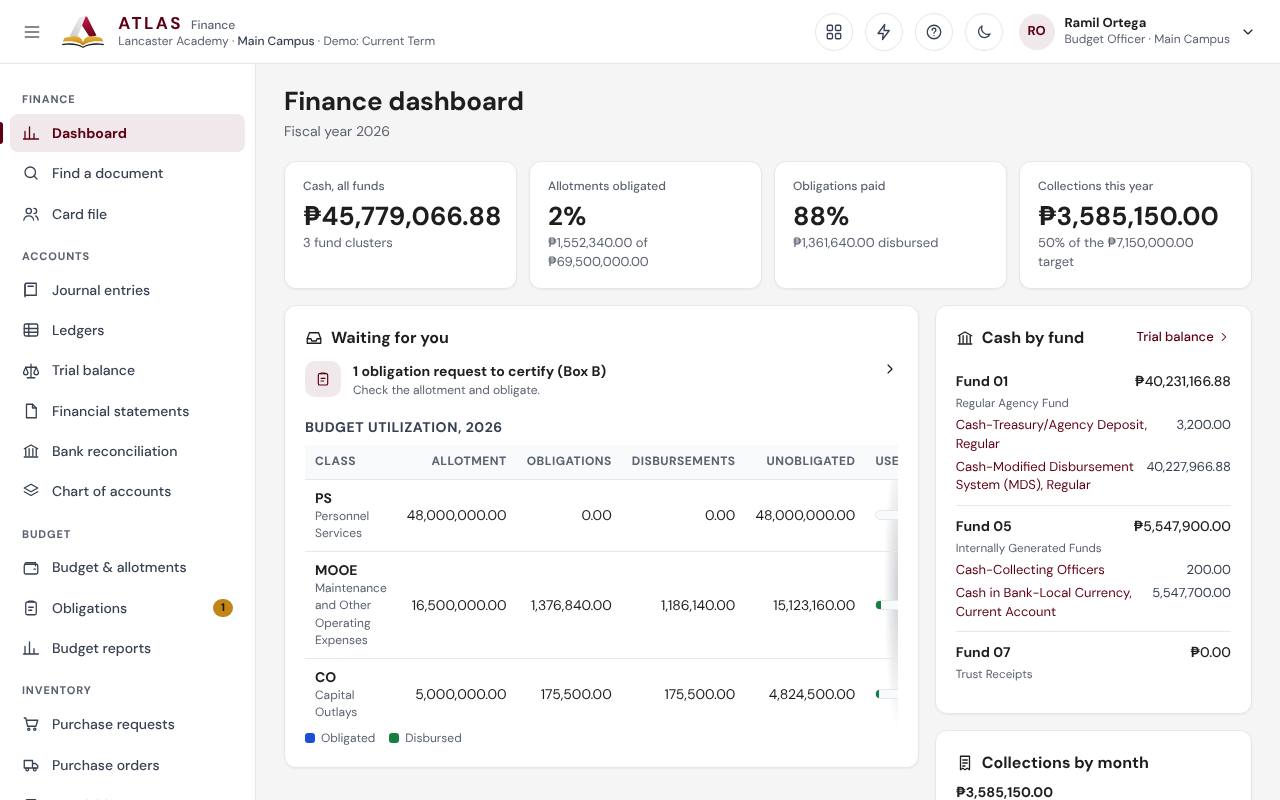 ATLAS Finance
Lancaster Academy · Main Campus · Demo: Current Term
RO
Ramil Ortega
Budget Officer · Main Campus
FINANCE
Dashboard
Find a document
Card file
ACCOUNTS
Journal entries
Ledgers
Trial balance
Financial statements
Bank reconciliation
Chart of accounts
BUDGET
Budget & allotments
Obligations 1
Budget reports
INVENTORY
Purchase requests
Purchase orders
Finance dashboard
Fiscal year 2026
Cash, all funds
₱45,779,066.88
3 fund clusters
Allotments obligated
2%
₱1,552,340.00 of
₱69,500,000.00
Obligations paid
88%
₱1,361,640.00 disbursed
Collections this year
₱3,585,150.00
50% of the ₱7,150,000.00
target
Waiting for you
1 obligation request to certify (Box B)
Check the allotment and obligate.
BUDGET UTILIZATION, 2026
CLASS ALLOTMENT OBLIGATIONS DISBURSEMENTS UNOBLIGATED USE
PS
Personnel
Services
48,000,000.00 0.00 0.00 48,000,000.00
MOOE
Maintenance
and Other
Operating
Expenses
16,500,000.00 1,376,840.00 1,186,140.00 15,123,160.00
CO
Capital
Outlays
5,000,000.00 175,500.00 175,500.00 4,824,500.00
Obligated Disbursed
Cash by fund Trial balance
Fund 01 ₱40,231,166.88
Regular Agency Fund
Cash-Treasury/Agency Deposit, 3,200.00
Regular
Cash-Modified Disbursement 40,227,966.88
System (MDS), Regular
Fund 05 ₱5,547,900.00
Internally Generated Funds
Cash-Collecting Officers 200.00
Cash in Bank-Local Currency, 5,547,700.00
Current Account
Fund 07 ₱0.00
Trust Receipts
Collections by month
₱3,585,150.00